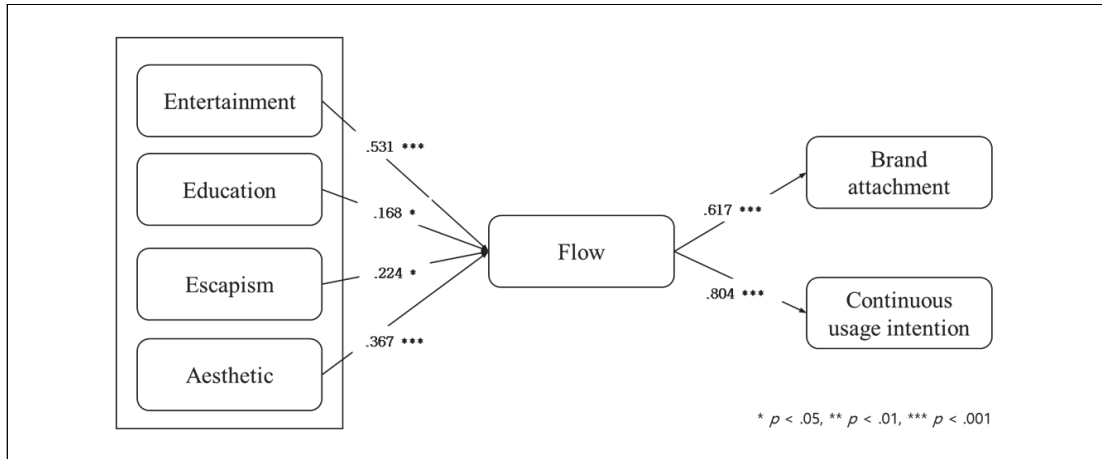 Entertainment
.531 ***
Education
.168 *
Escapism
.224 *
Aesthetic
.367 ***
Flow
.617 ***
.804 ***
Brand
attachment
Continuous
usage intention
* p < .05, ** p < .01, *** p < .001